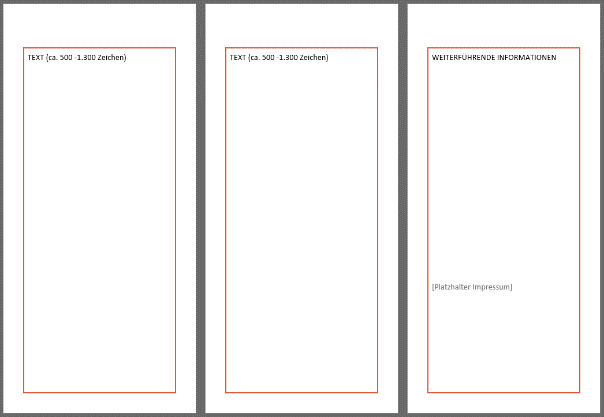 TEXT (ca. 500 -1.300 Zeichen)
TEXT (ca. 500 -1.300 Zeichen)
WEITERFÜHRENDE INFORMATIONEN
[Platzhalter Impressum]